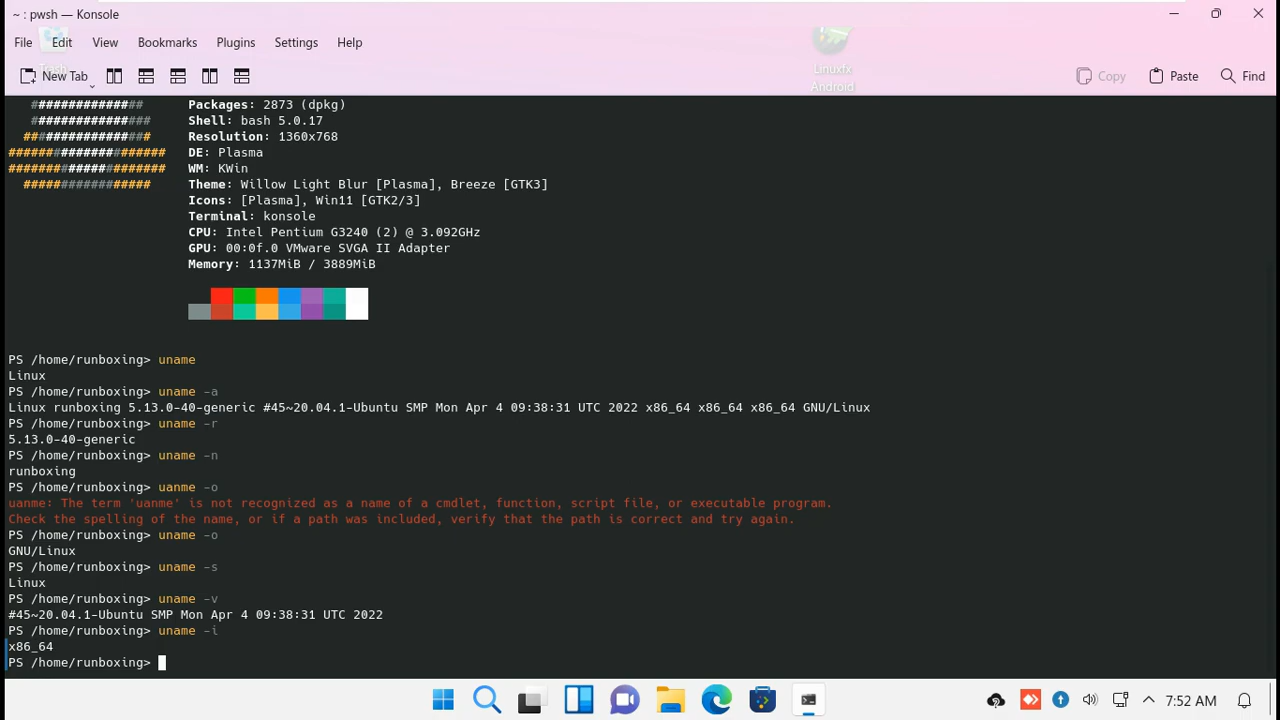 ~ : pwsh — Konsole
File Edit View Bookmarks Plugins Settings Help
Trash
Linuxfx
Android
New Tab Copy Paste Find
############### Packages: 2873 (dpkg)
################ Shell: bash 5.0.17
################# Resolution: 1360x768
##################### DE: Plasma
##################### WM: KWin
################# Theme: Willow Light Blur [Plasma], Breeze [GTK3]
Icons: [Plasma], Win11 [GTK2/3]
Terminal: konsole
CPU: Intel Pentium G3240 (2) @ 3.092GHz
GPU: 00:0f.0 VMware SVGA II Adapter
Memory: 1137MiB / 3889MiB
PS /home/runboxing> uname
Linux
PS /home/runboxing> uname -a
Linux runboxing 5.13.0-40-generic #45~20.04.1-Ubuntu SMP Mon Apr 4 09:38:31 UTC 2022 x86_64 x86_64 x86_64 GNU/Linux
PS /home/runboxing> uname -r
5.13.0-40-generic
PS /home/runboxing> uname -n
runboxing
PS /home/runboxing> uanme -o
uanme: The term 'uanme' is not recognized as a name of a cmdlet, function, script file, or executable program.
Check the spelling of the name, or if a path was included, verify that the path is correct and try again.
PS /home/runboxing> uname -o
GNU/Linux
PS /home/runboxing> uname -s
Linux
PS /home/runboxing> uname -v
#45~20.04.1-Ubuntu SMP Mon Apr 4 09:38:31 UTC 2022
PS /home/runboxing> uname -i
x86_64
PS /home/runboxing>
7:52 AM